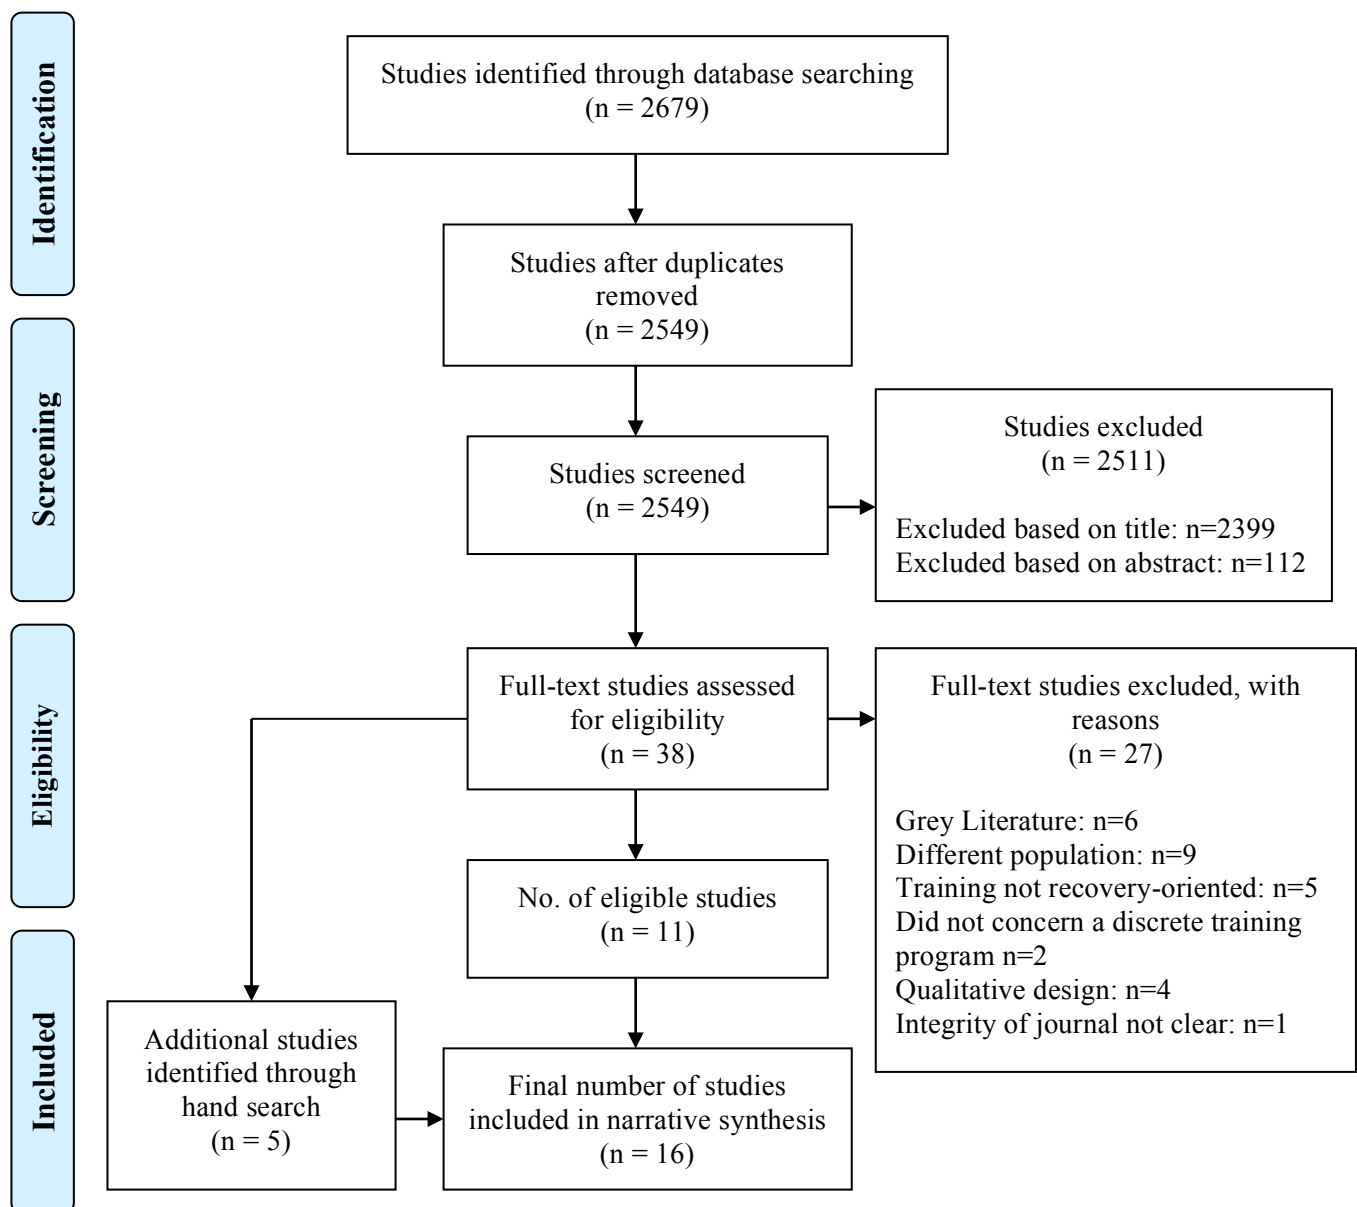 Identification
Studies identified through database searching
(n = 2679)
Studies after duplicates
removed
(n = 2549)
Screening
Studies screened
(n = 2549)
Studies excluded
(n = 2511)
Excluded based on title: n=2399
Excluded based on abstract: n=112
Eligibility
Full-text studies assessed
for eligibility
(n = 38)
Full-text studies excluded, with
reasons
(n = 27)
Grey Literature: n=6
Different population: n=9
Training not recovery-oriented: n=5
Did not concern a discrete training
program n=2
Qualitative design: n=4
Integrity of journal not clear: n=1
No. of eligible studies
(n = 11)
Included
Additional studies
identified through
hand search
(n = 5)
Final number of studies
included in narrative synthesis
(n = 16)